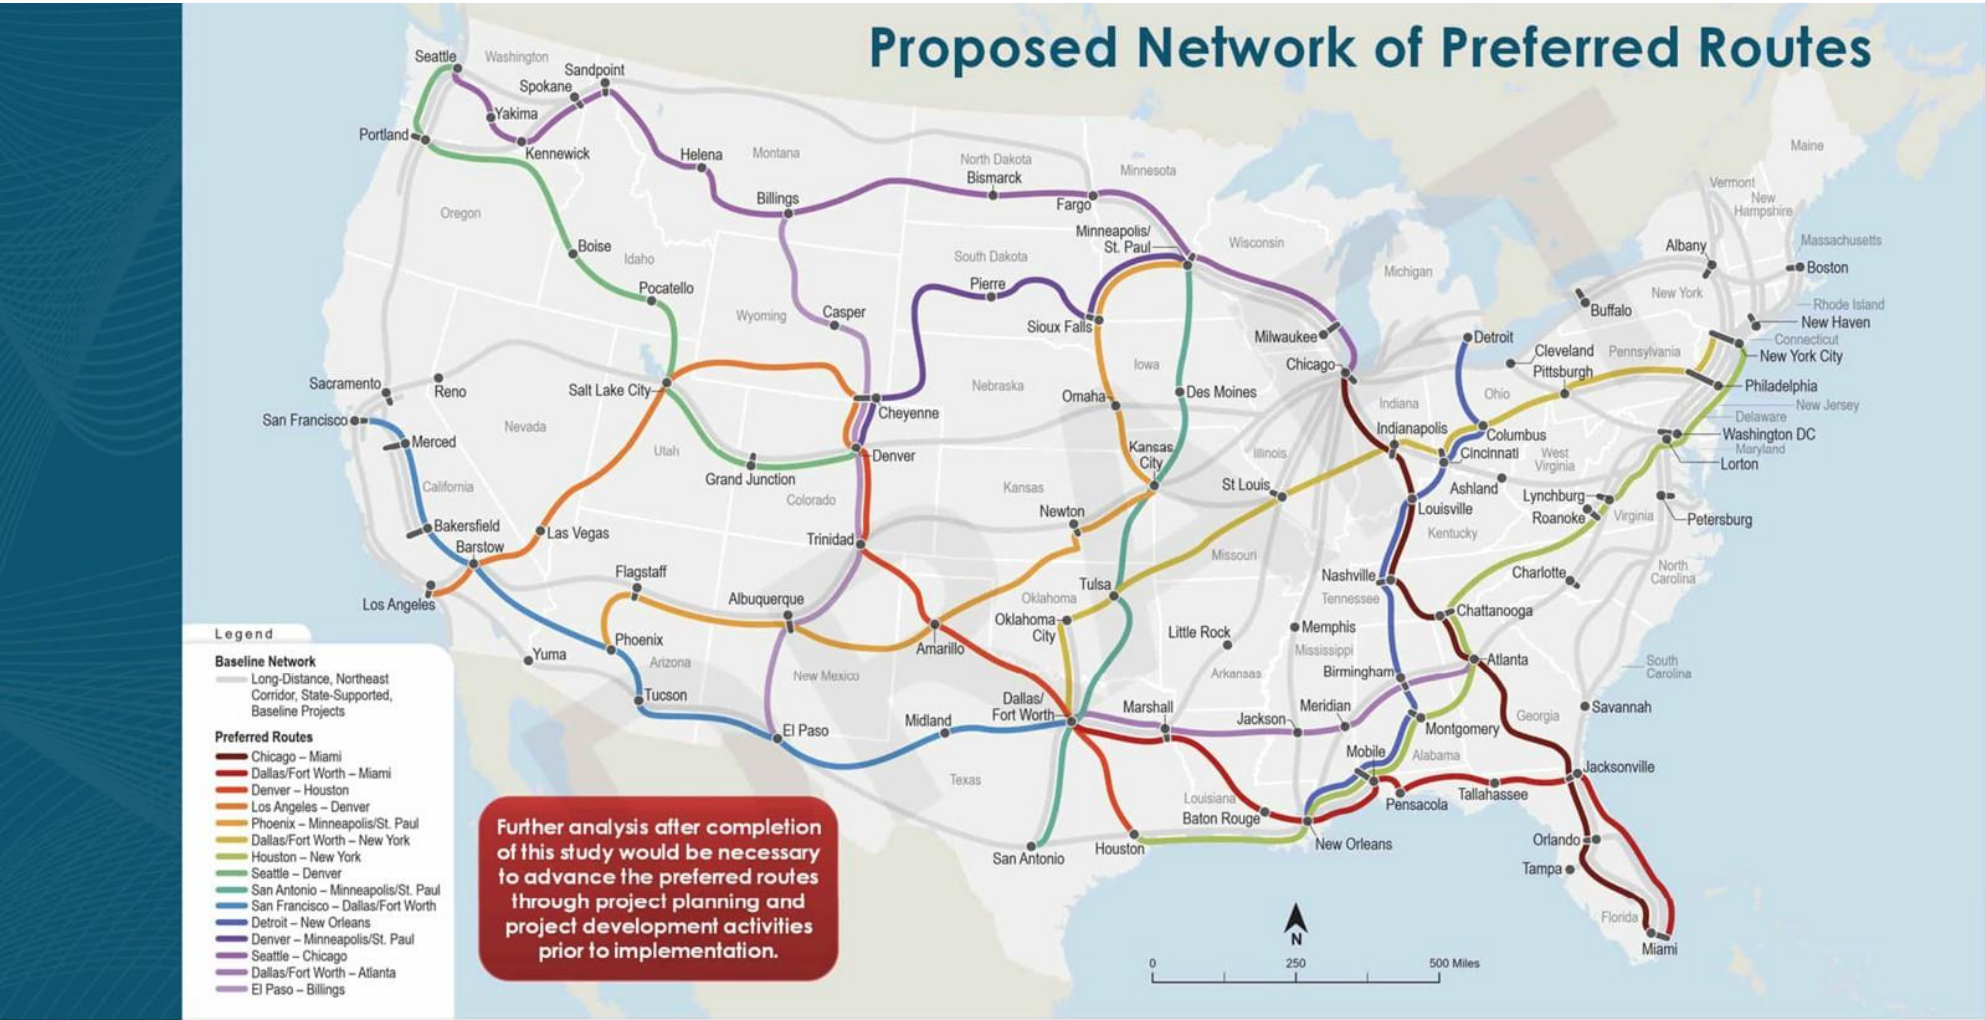 Proposed Network of Preferred Routes
Seattle
Washington
Sandpoint
Spokane
Yakima
Portland
Kennewick
Helena
Montana
North Dakota
Bismarck
Minnesota
Maine
Billings
Fargo
Vermont
New
Hampshire
Oregon
Minneapolis/
St. Paul
Wisconsin
Albany
Massachusetts
Boise
Idaho
South Dakota
Michigan
Boston
Pocatello
Pierre
New York
Buffalo
Rhode Island
Wyoming
Casper
Sioux Falls
New Haven
Milwaukee
Detroit
Connecticut
Cleveland
Pennsylvania
New York City
Chicago
Iowa
Pittsburgh
Sacramento
Reno
Salt Lake City
Nebraska
Omaha
Des Moines
Ohio
Philadelphia
San Francisco
Cheyenne
Indiana
New Jersey
Nevada
Indianapolis
Delaware
Merced
Utah
Denver
Kansas
City
Columbus
Washington DC
Illinois
Cincinnati
West
Virginia
Maryland
Lorton
Grand Junction
California
Colorado
Kansas
St Louis
Ashland
Lynchburg
Newton
Louisville
Roanoke
Virginia
Petersburg
Bakersfield
Las Vegas
Trinidad
Kentucky
Barstow
Missouri
Flagstaff
Tulsa
Nashville
Charlotte
North
Carolina
Los Angeles
Albuquerque
Oklahoma
Tennessee
Chattanooga
Oklahoma
City
Little Rock
Memphis
Phoenix
Amarillo
Mississippi
Yuma
Arizona
New Mexico
Arkansas
Birmingham
Atlanta
South
Carolina
Tucson
Dallas/
Fort Worth
Marshall
Meridian
Savannah
El Paso
Midland
Jackson
Montgomery
Georgia
Mobile
Alabama
Texas
Jacksonville
Louisiana
Baton Rouge
Pensacola
Tallahassee
San Antonio
Houston
New Orleans
Orlando
Tampa
Florida
Miami
Legend
Baseline Network
Long-Distance, Northeast
Corridor, State-Supported,
Baseline Projects
Preferred Routes
Chicago – Miami
Dallas/Fort Worth – Miami
Denver – Houston
Los Angeles – Denver
Phoenix – Minneapolis/St. Paul
Dallas/Fort Worth – New York
Houston – New York
Seattle – Denver
San Antonio – Minneapolis/St. Paul
San Francisco – Dallas/Fort Worth
Detroit – New Orleans
Denver – Minneapolis/St. Paul
Seattle – Chicago
Dallas/Fort Worth – Atlanta
El Paso – Billings
Further analysis after completion
of this study would be necessary
to advance the preferred routes
through project planning and
project development activities
prior to implementation.
N
0 250 500 Miles
DRAFT